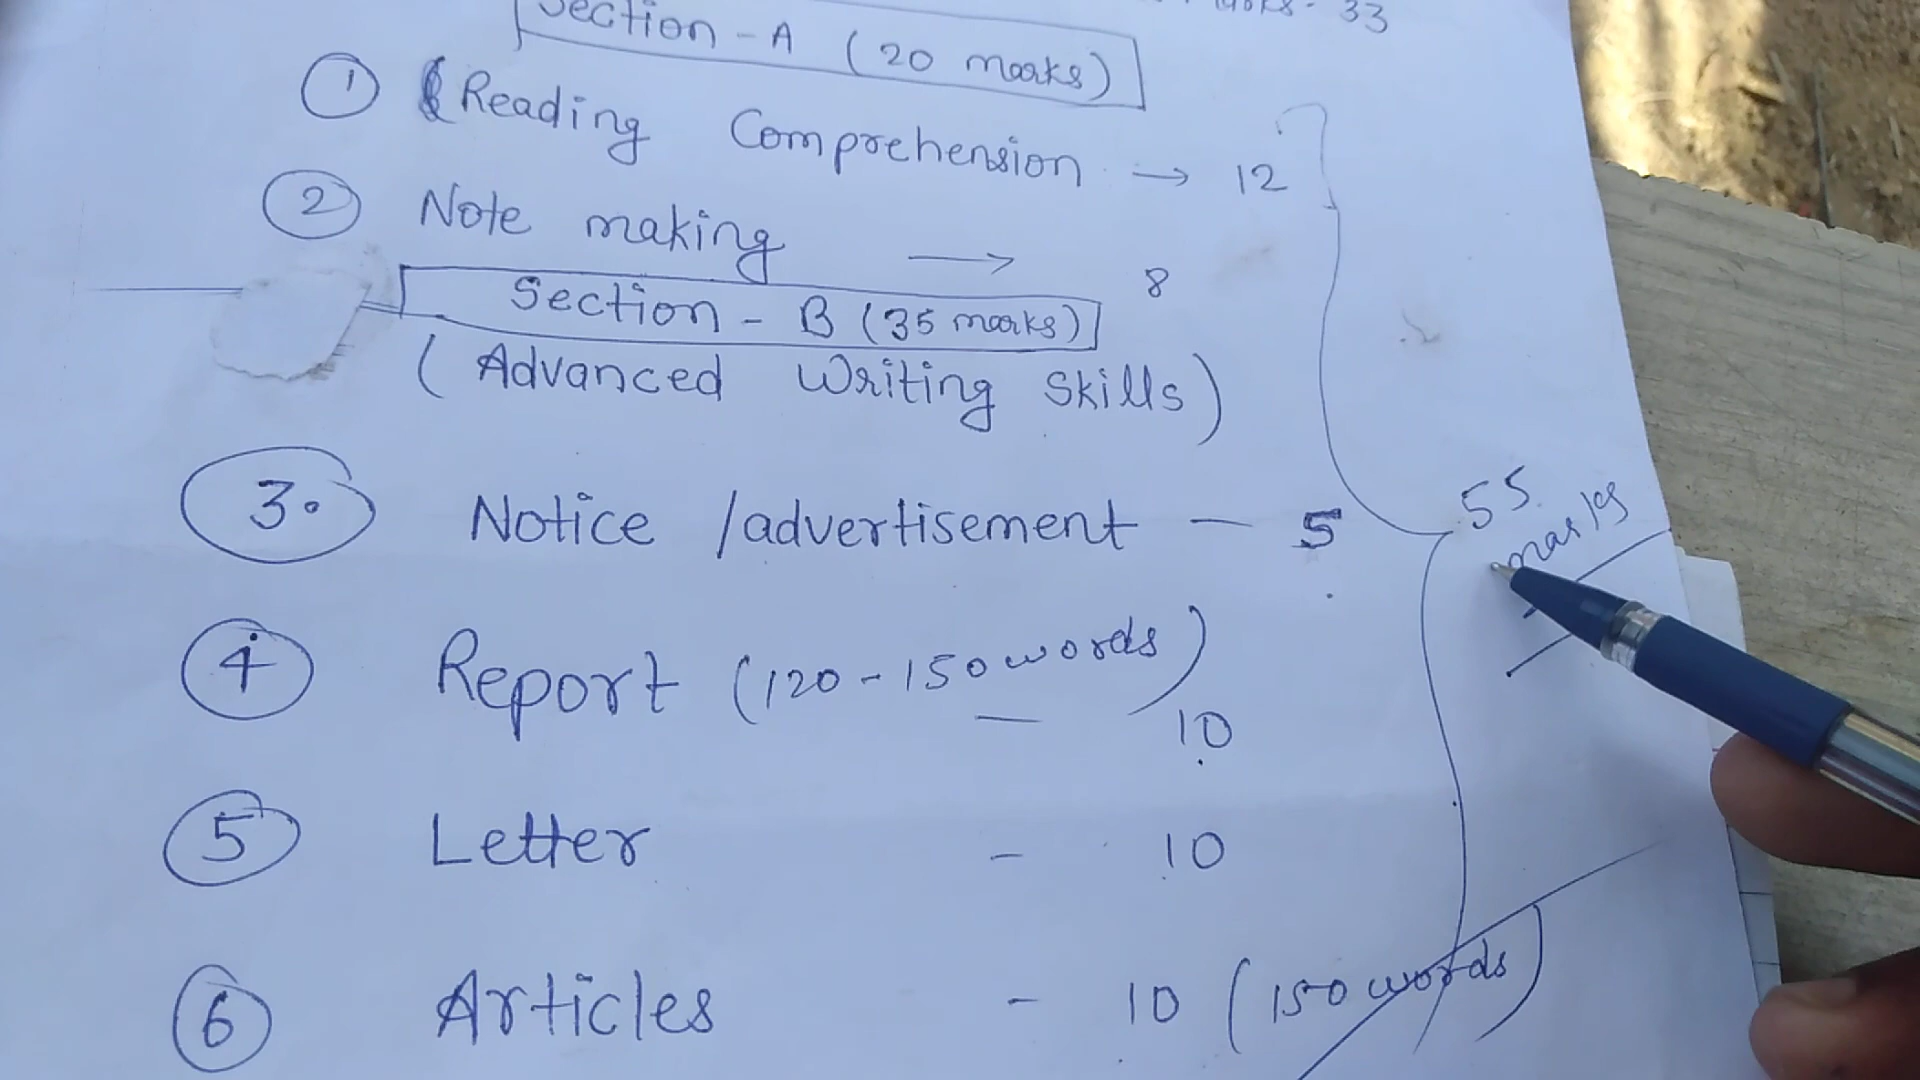 33
Section - A (20 marks)
1 Reading Comprehension → 12
2 Note making → 8
Section - B (35 marks)
(Advanced Writing Skills)
3. Notice /advertisement - 5
55 marks
4 Report (120-150 words) - 10
5 Letter - 10
6 Articles - 10 (150 words)